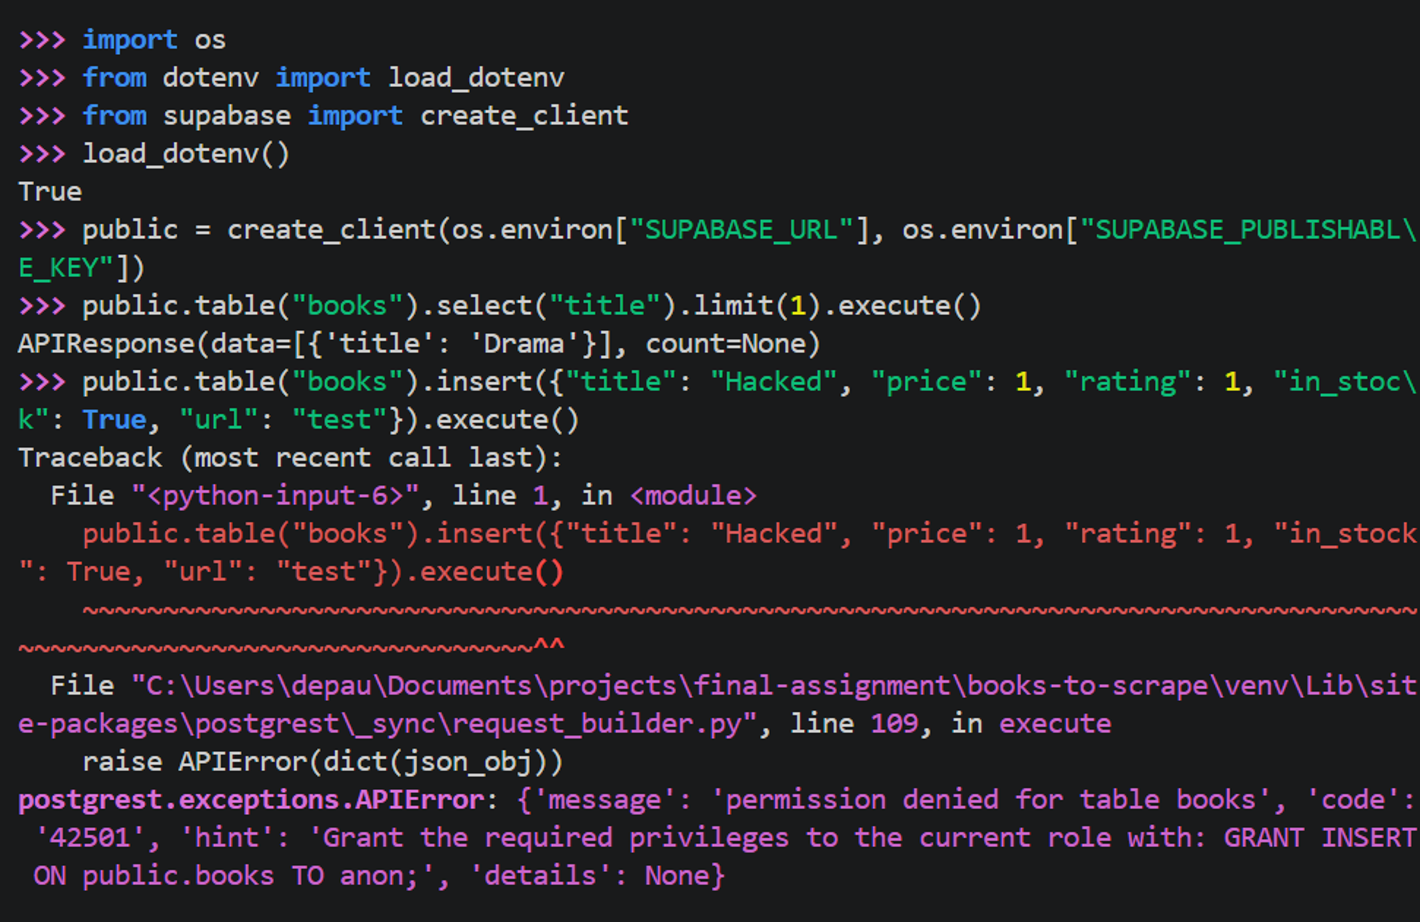 >>> import os
>>> from dotenv import load_dotenv
>>> from supabase import create_client
>>> load_dotenv()
True
>>> public = create_client(os.environ["SUPABASE_URL"], os.environ["SUPABASE_PUBLISHABL\
E_KEY"])
>>> public.table("books").select("title").limit(1).execute()
APIResponse(data=[{'title': 'Drama'}], count=None)
>>> public.table("books").insert({"title": "Hacked", "price": 1, "rating": 1, "in_stoc\
k": True, "url": "test"}).execute()
Traceback (most recent call last):
  File "<python-input-6>", line 1, in <module>
    public.table("books").insert({"title": "Hacked", "price": 1, "rating": 1, "in_stock
": True, "url": "test"}).execute()
    ~~~~~~~~~~~~~~~~~~~~~~~~~~~~~~~~~~~~~~~~~~~~~~~~~~~~~~~~~~~~~~~~~~~~~~~~~~~~~~~~~~~
~~~~~~~~~~~~~~~~~~~~~~~~~~~~~~~~^^
  File "C:\Users\depau\Documents\projects\final-assignment\books-to-scrape\venv\Lib\sit
e-packages\postgrest\_sync\request_builder.py", line 109, in execute
    raise APIError(dict(json_obj))
postgrest.exceptions.APIError: {'message': 'permission denied for table books', 'code':
 '42501', 'hint': 'Grant the required privileges to the current role with: GRANT INSERT
 ON public.books TO anon;', 'details': None}